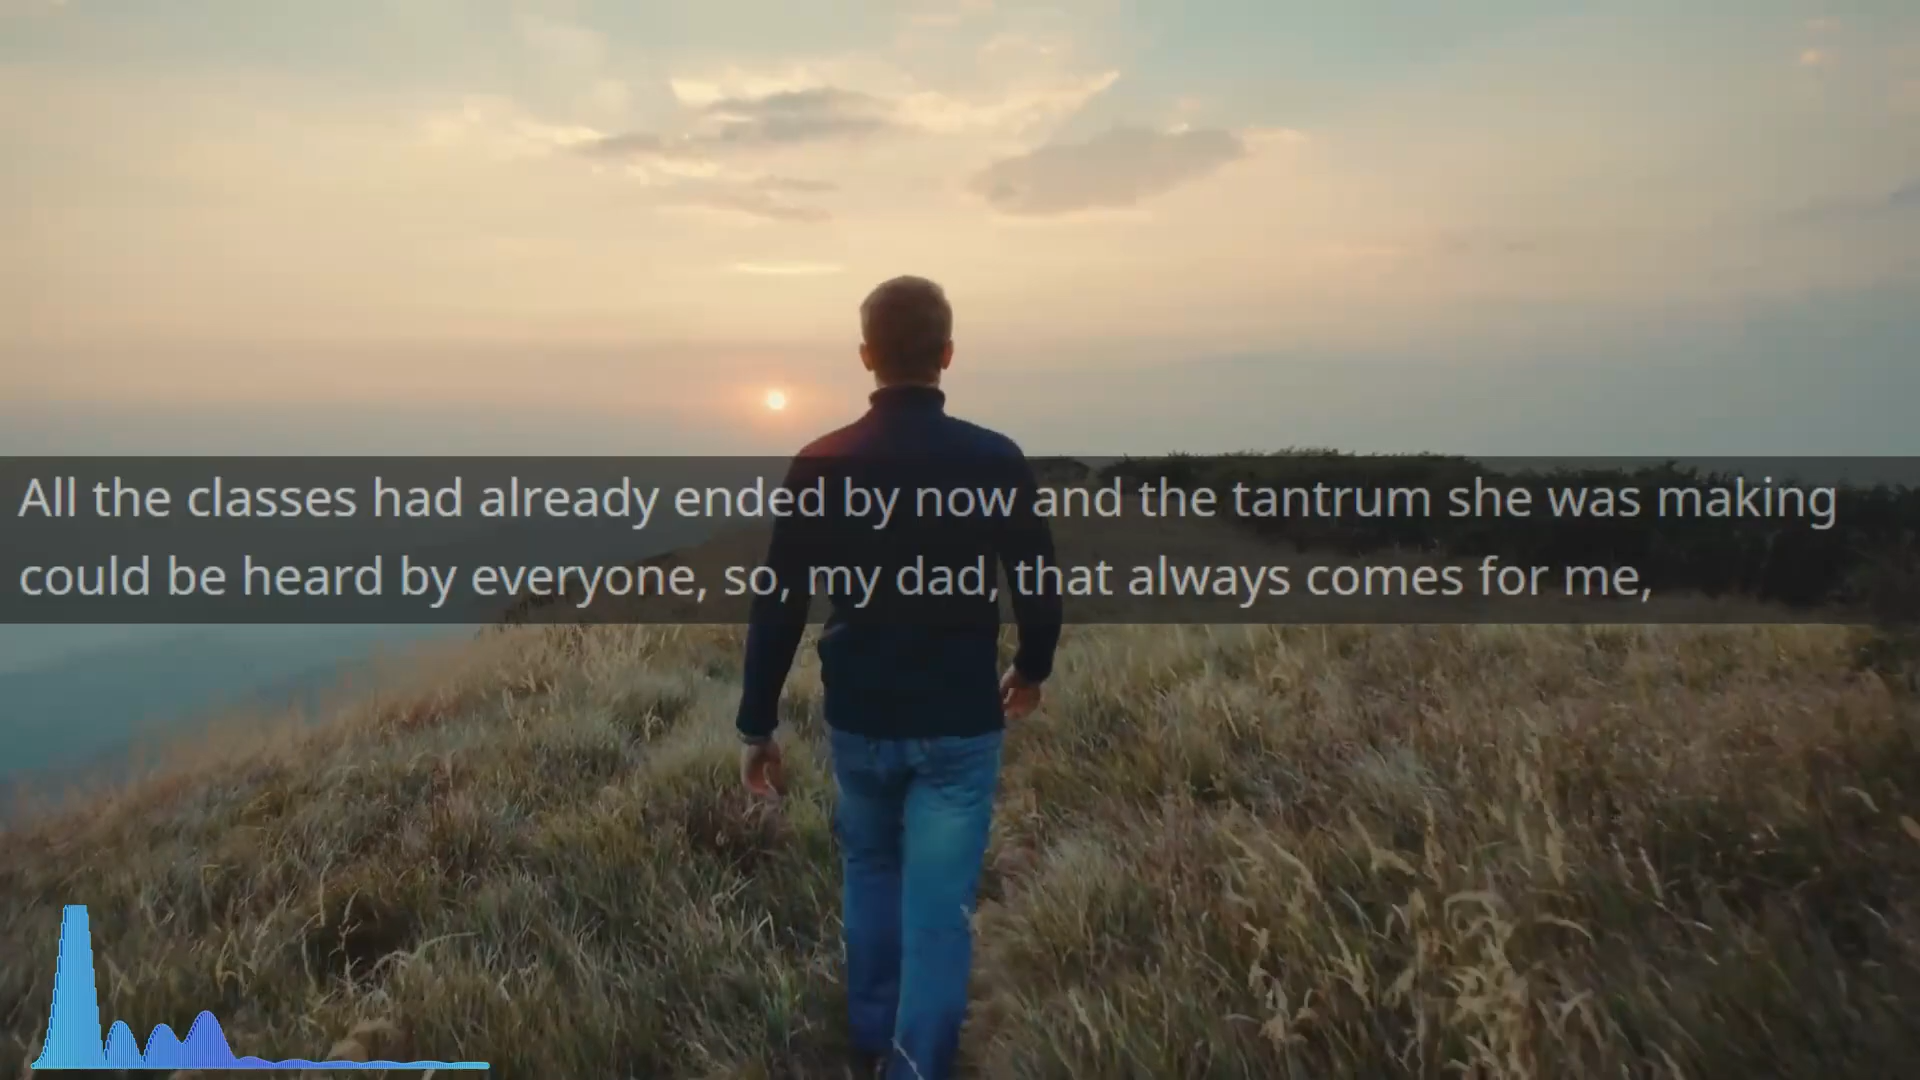 All the classes had already ended by now and the tantrum she was making
could be heard by everyone, so, my dad, that always comes for me,